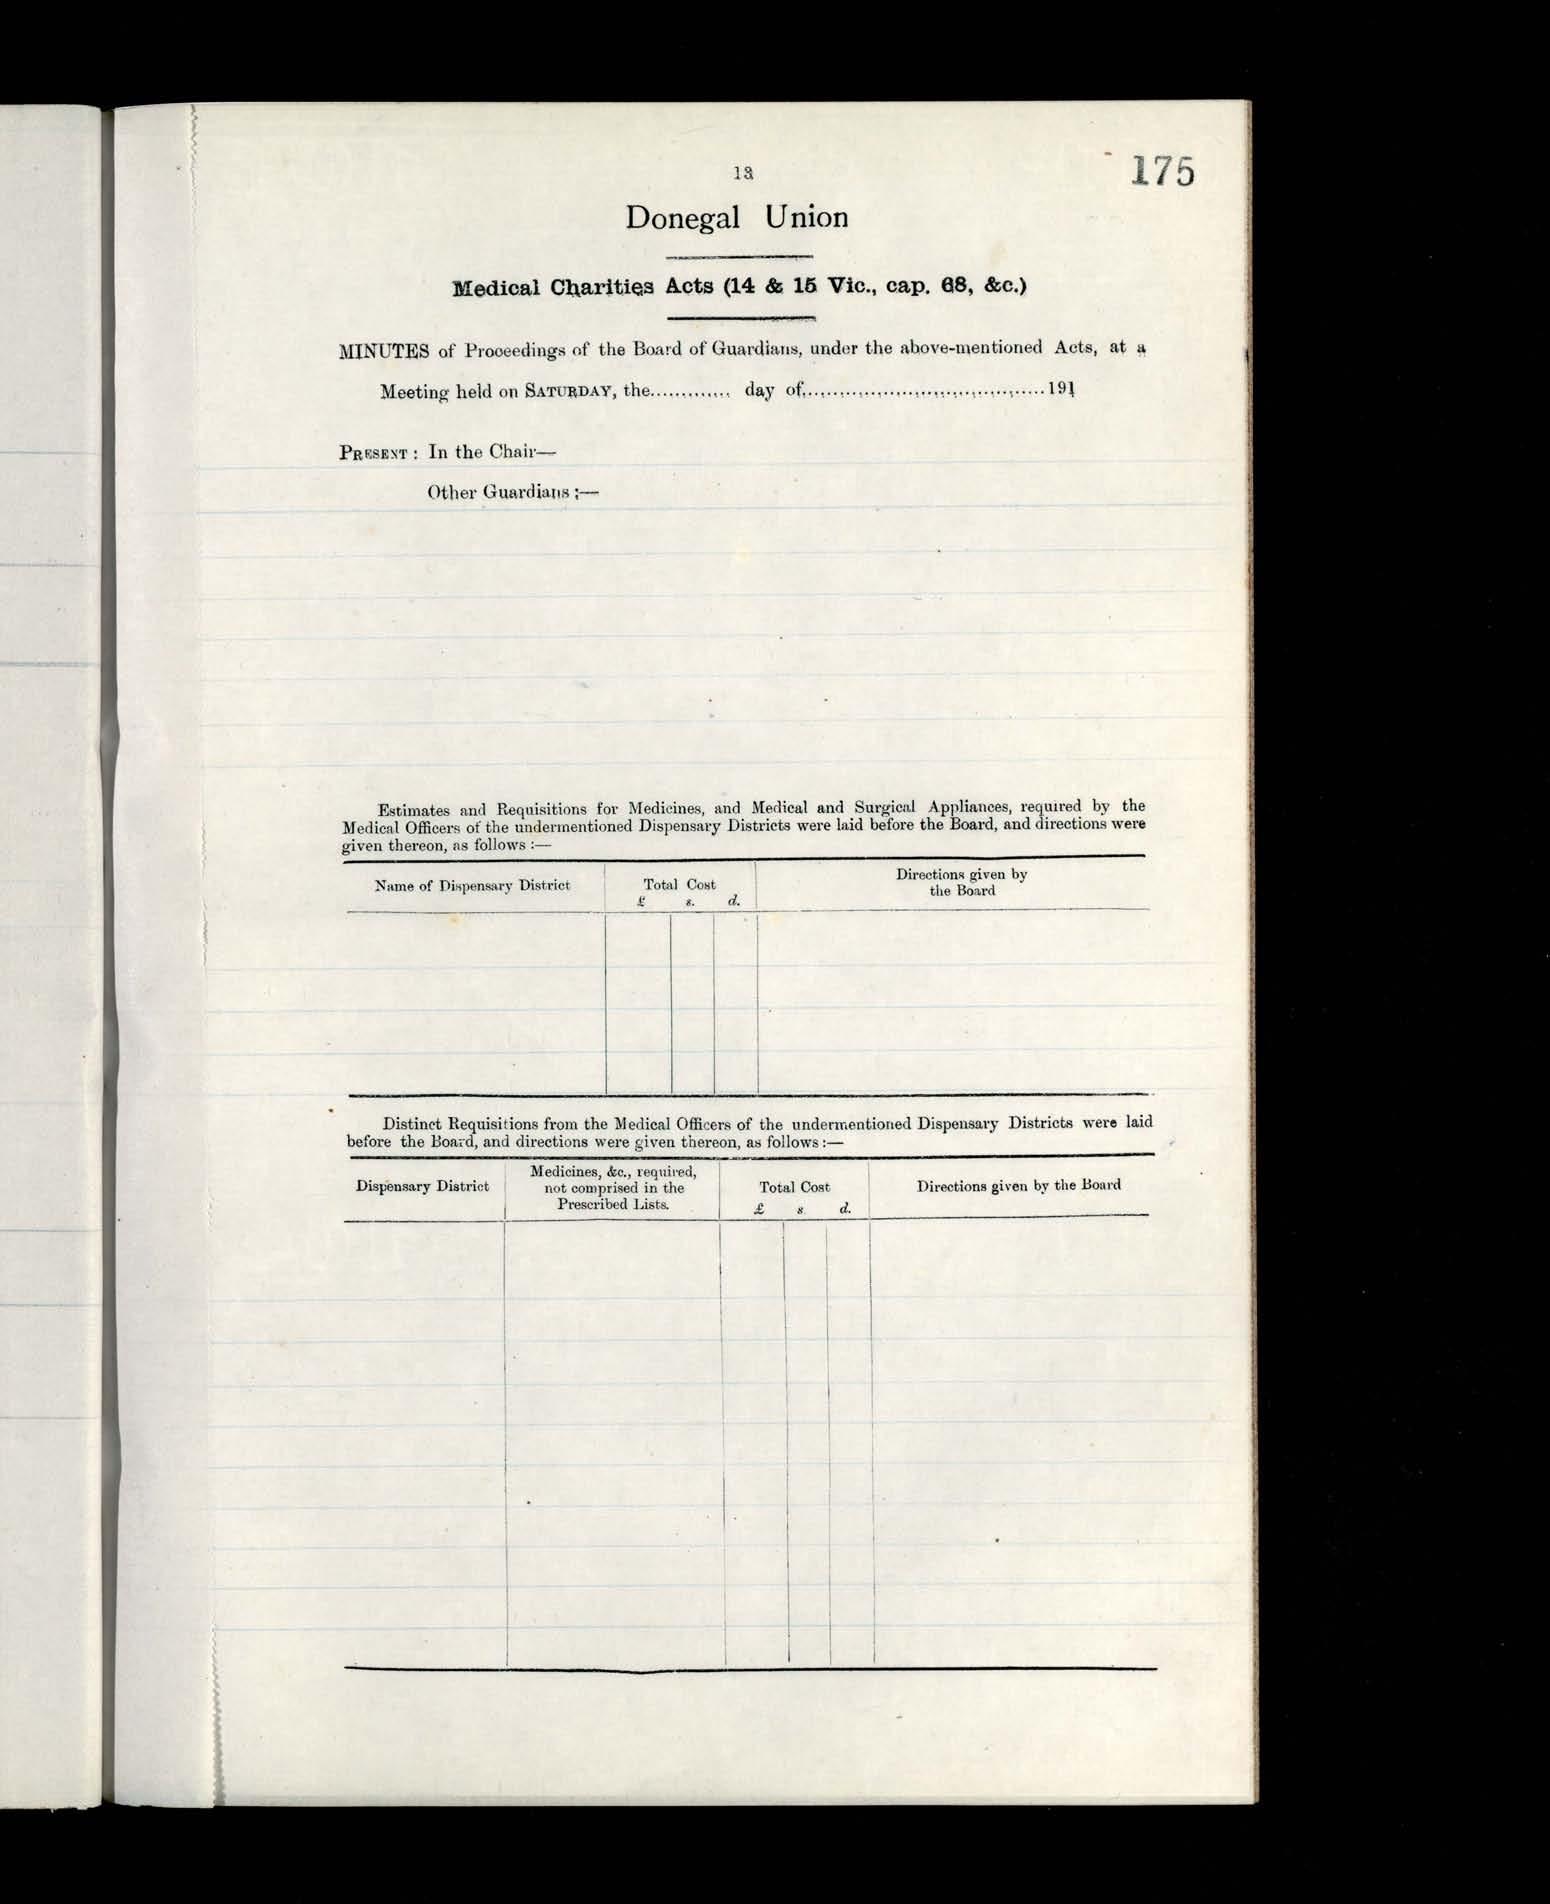 13
175
Donegal Union
Medical Charities Acts (14 & 15 Vic., cap. 68, &c.)
MINUTES of Proceedings of the Board of Guardians, under the above-mentioned Acts, at a
Meeting held on SATURDAY, the............. day of..........................................191
PRESENT : In the Chair—
Other Guardians :—
Estimates and Requisitions for Medicines, and Medical and Surgical Appliances, required by the
Medical Officers of the undermentioned Dispensary Districts were laid before the Board, and directions were
given thereon, as follows :—
Name of Dispensary District
Total Cost
£ s. d.
Directions given by
the Board
Distinct Requisitions from the Medical Officers of the undermentioned Dispensary Districts were laid
before the Board, and directions were given thereon, as follows :—
Dispensary District
Medicines, &c., required,
not comprised in the
Prescribed Lists.
Total Cost
£ s d.
Directions given by the Board